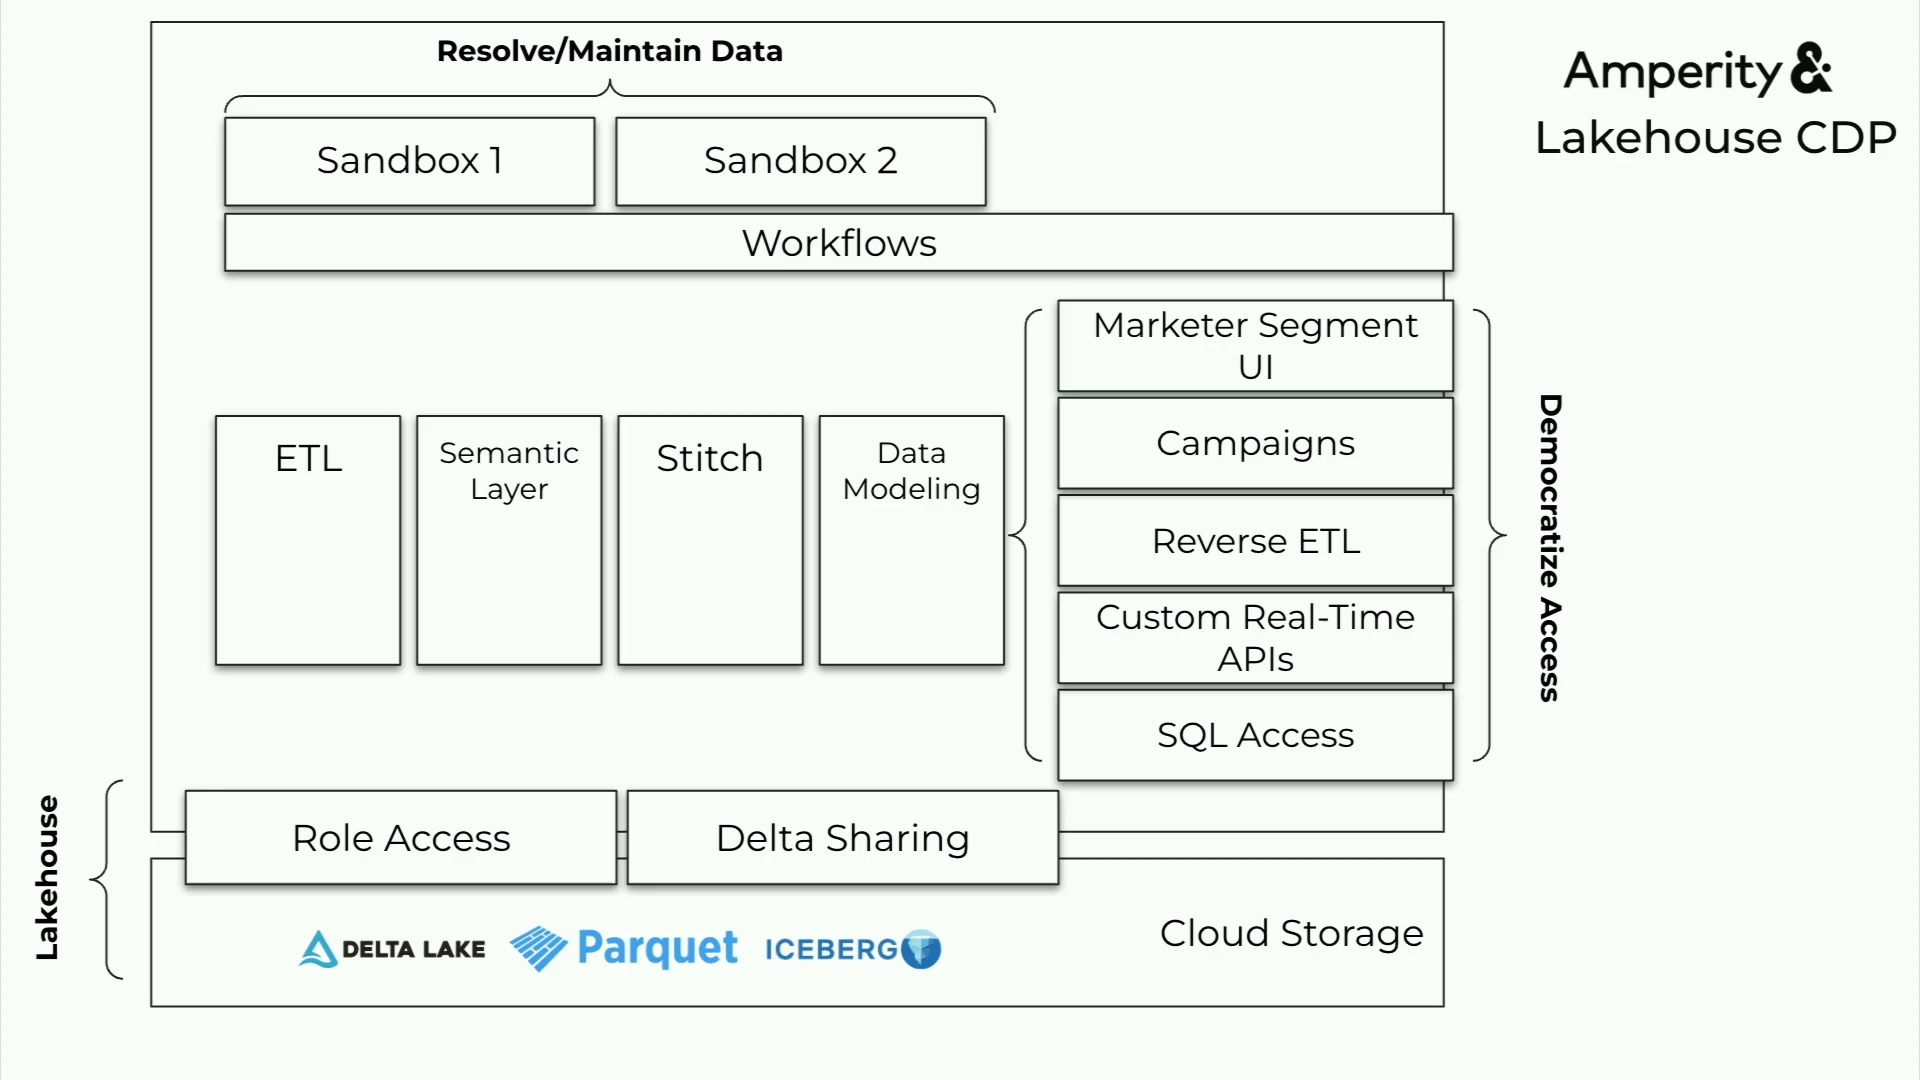 Resolve/Maintain Data
Amperity
Lakehouse CDP
Sandbox 1
Sandbox 2
Workflows
Marketer Segment
UI
Campaigns
Reverse ETL
Custom Real-Time
APIs
SQL Access
Democratize Access
ETL
Semantic
Layer
Stitch
Data
Modeling
Lakehouse
Role Access
Delta Sharing
DELTA LAKE
Parquet
ICEBERG
Cloud Storage